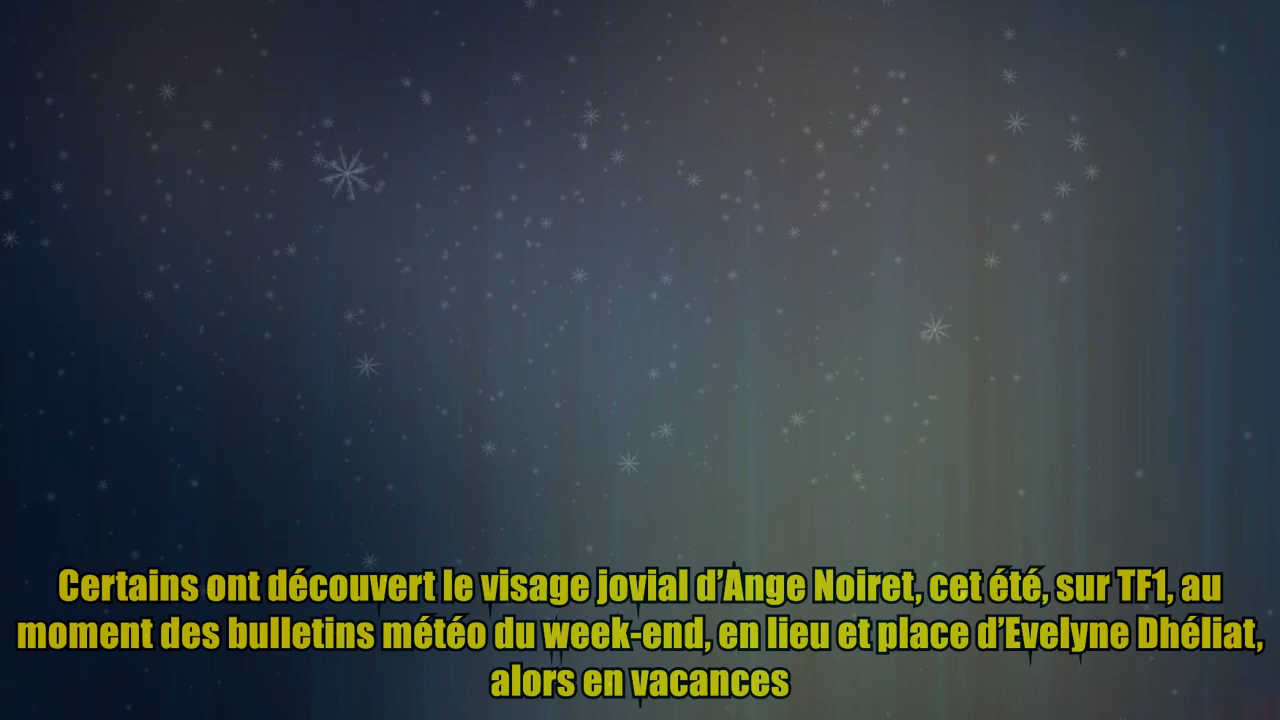 Certains ont découvert le visage jovial d’Ange Noiret, cet été, sur TF1, au
moment des bulletins météo du week-end, en lieu et place d’Evelyne Dhéliat,
alors en vacances